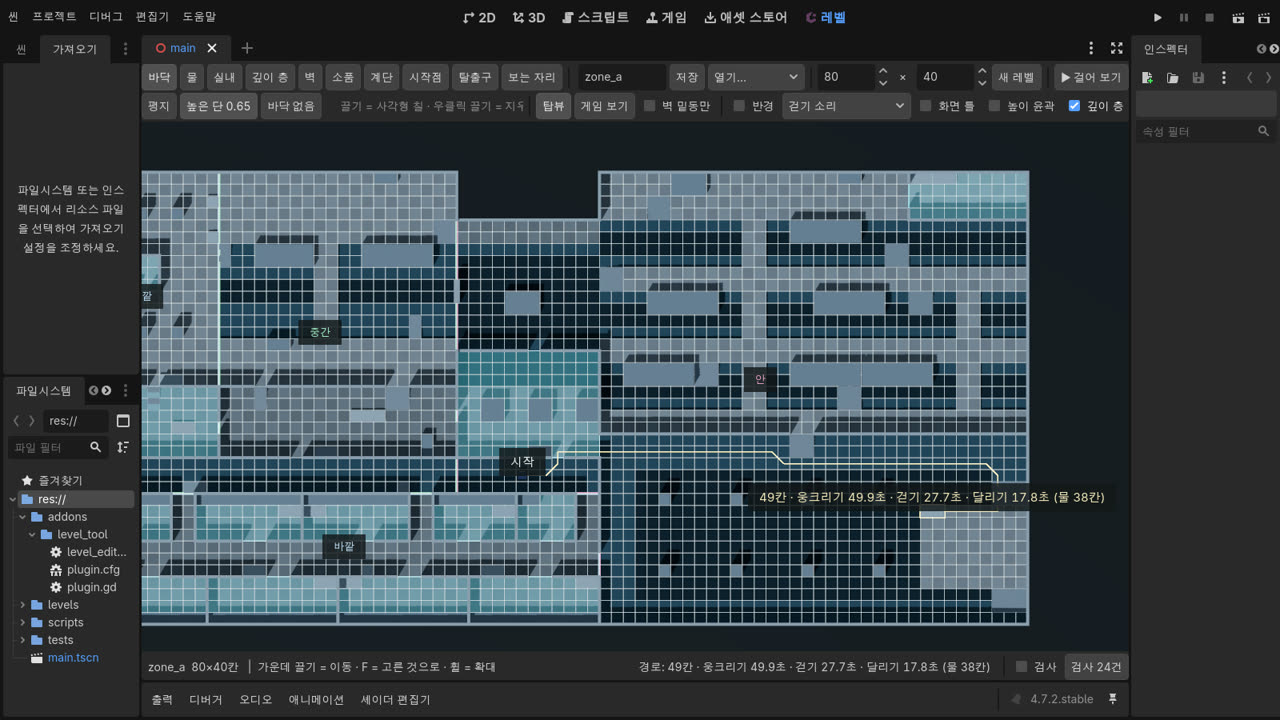 씬 프로젝트 디버그 편집기 도움말
2D 3D 스크립트 게임 애셋 스토어 레벨
씬 가져오기
main
인스펙터
바닥 물 실내 깊이 층 벽 소품 계단 시작점 탈출구 보는 자리 zone_a 저장 열기... 80 × 40 새 레벨 걸어 보기
평지 높은 단 0.65 바닥 없음 끌기 = 사각형 칠 · 우클릭 끌기 = 지우 탑뷰 게임 보기 벽 밑동만 반경 걷기 소리 화면 틀 높이 윤곽 깊이 층
속성 필터
파일시스템 또는 인스
펙터에서 리소스 파일
을 선택하여 가져오기
설정을 조정하세요.
깥
중간
안
시작
49칸 · 웅크리기 49.9초 · 걷기 27.7초 · 달리기 17.8초 (물 38칸)
바깥
파일시스템
res://
파일 필터
즐겨찾기
res://
addons
level_tool
level_edit...
plugin.cfg
plugin.gd
levels
scripts
tests
main.tscn
zone_a 80×40칸 | 가운데 끌기 = 이동 · F = 고른 것으로 · 휠 = 확대
경로: 49칸 · 웅크리기 49.9초 · 걷기 27.7초 · 달리기 17.8초 (물 38칸) 검사 검사 24건
출력 디버거 오디오 애니메이션 셰이더 편집기
4.7.2.stable